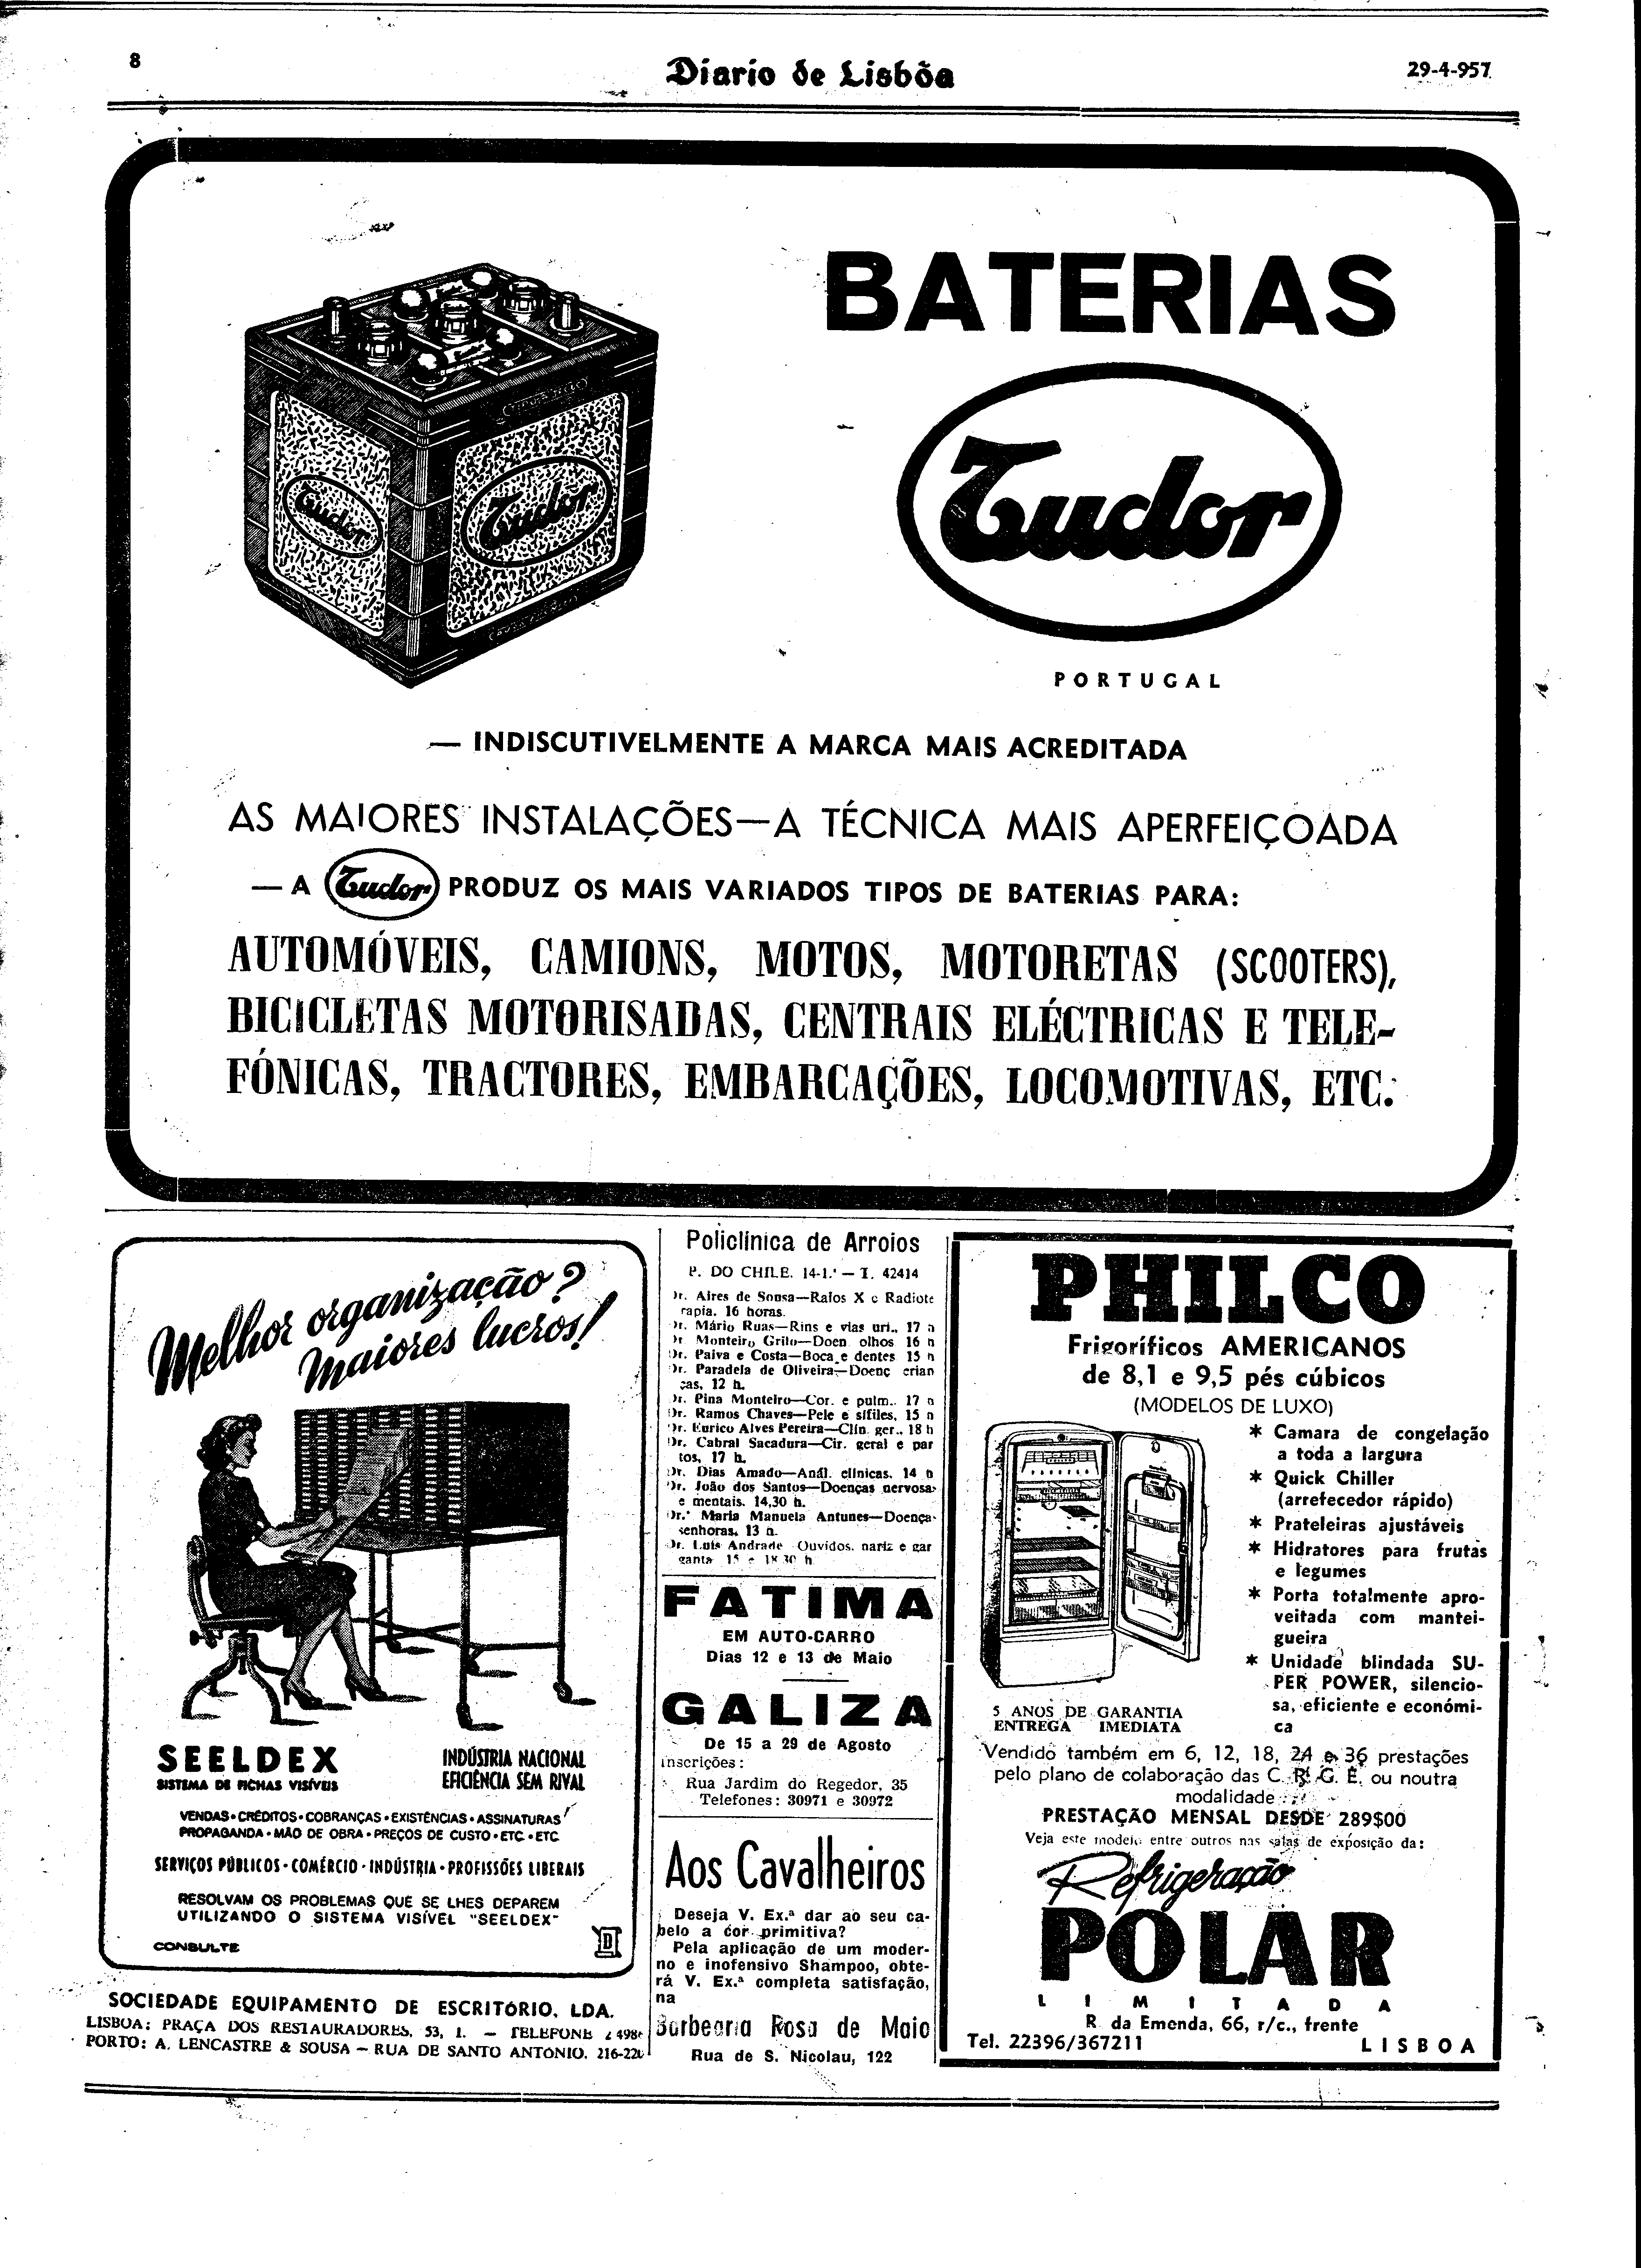 8
Diario de Lisbôa
29-4-957
BATERIAS
Tudor
Tudor
Tudor
PORTUGAL
— INDISCUTIVELMENTE A MARCA MAIS ACREDITADA
AS MAIORES INSTALAÇÕES—A TÉCNICA MAIS APERFEIÇOADA
— A Tudor PRODUZ OS MAIS VARIADOS TIPOS DE BATERIAS PARA:
AUTOMÓVEIS, CAMIONS, MOTOS, MOTORETAS (SCOOTERS),
BICICLETAS MOTORISADAS, CENTRAIS ELÉCTRICAS E TELE-
FÓNICAS, TRACTORES, EMBARCAÇÕES, LOCOMOTIVAS, ETC.
Melhor organização?
Maiores lucros!
SEELDEX
SISTEMA DE FICHAS VISÍVEIS
INDÚSTRIA NACIONAL
EFICIÊNCIA SEM RIVAL
VENDAS • CRÉDITOS • COBRANÇAS • EXISTÊNCIAS • ASSINATURAS
PROPAGANDA • MÃO DE OBRA • PREÇOS DE CUSTO • ETC. • ETC.
SERVIÇOS PÚBLICOS • COMÉRCIO • INDÚSTRIA • PROFISSÕES LIBERAIS
RESOLVAM OS PROBLEMAS QUE SE LHES DEPAREM
UTILIZANDO O SISTEMA VISÍVEL "SEELDEX"
CONSULTE
SOCIEDADE EQUIPAMENTO DE ESCRITÓRIO, LDA.
LISBOA: PRAÇA DOS RESTAURADORES, 53, 1. — TELEFONE
PORTO: A. LENCASTRE & SOUSA — RUA DE SANTO ANTÓNIO, 216-220
Policlínica de Arroios
P. DO CHILE, 14-1.º — T. 42414
Dr. Aires de Sousa—Raios X e Radiote
rapia, 16 horas.
Dr. Mário Ruas—Rins e vias uri., 17 h
Dr Monteiro Grilo—Doen olhos 16 h
Dr. Paiva e Costa—Boca e dentes 15 h
Dr. Paradela de Oliveira—Doenç crian
ças, 12 h.
Dr. Pina Monteiro—Cor. e pulm., 17 h
Dr. Ramos Chaves—Pele e sífiles, 15 h
Dr. Eurico Alves Pereira—Clín. ger., 18 h
Dr. Cabral Sacadura—Cir. geral e par
tos, 17 h.
Dr. Dias Amado—Anál. clínicas, 14 h
Dr. João dos Santos—Doenças nervosas
e mentais, 14,30 h.
Dr.ª Maria Manuela Antunes—Doença
senhoras, 13 h.
Dr. Luís Andrade Ouvidos, nariz e gar
ganta 15 e 18,30 h
FATIMA
EM AUTO-CARRO
Dias 12 e 13 de Maio
GALIZA
De 15 a 29 de Agosto
Inscrições:
Rua Jardim do Regedor, 35
Telefones: 30971 e 30972
Aos Cavalheiros
Deseja V. Ex.ª dar ao seu ca-
belo a cor primitiva?
Pela aplicação de um moder-
no e inofensivo Shampoo, obte-
rá V. Ex.ª completa satisfação,
na
Barbearia Rosa de Maio
Rua de S. Nicolau, 122
PHILCO
Frigoríficos AMERICANOS
de 8,1 e 9,5 pés cúbicos
(MODELOS DE LUXO)
* Camara de congelação
a toda a largura
* Quick Chiller
(arrefecedor rápido)
* Prateleiras ajustáveis
* Hidratores para frutas
e legumes
* Porta totalmente apro-
veitada com mantei-
gueira
* Unidade blindada SU-
PER POWER, silencio-
sa, eficiente e económi-
ca
5 ANOS DE GARANTIA
ENTREGA IMEDIATA
Vendido também em 6, 12, 18, 24 e 36 prestações
pelo plano de colaboração das C. R. G. E. ou noutra
modalidade
PRESTAÇÃO MENSAL DESDE 289$00
Veja este modelo entre outros nas salas de exposição da:
Refrigeração
POLAR
LIMITADA
R. da Emenda, 66, r/c., frente
Tel. 22396/367211
LISBOA